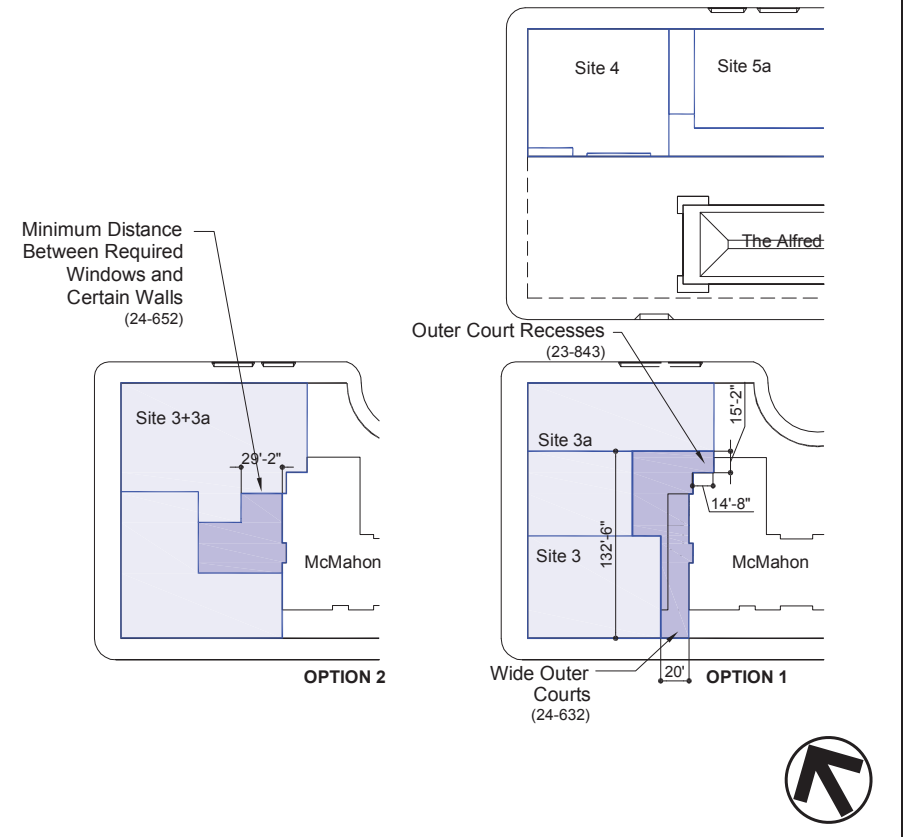 Site 4
Site 5a
The Alfred
Minimum Distance
Between Required
Windows and
Certain Walls
(24-652)
Outer Court Recesses
(23-843)
Site 3+3a
29'-2"
McMahon
OPTION 2
Site 3a
15'-2"
14'-8"
Site 3
132'-6"
McMahon
Wide Outer
Courts
(24-632)
20'
OPTION 1